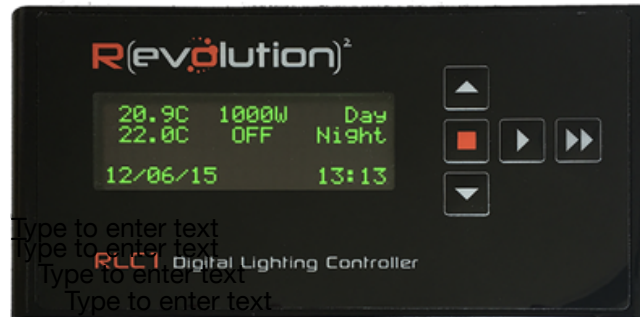 R(evolution)²
20.9C 1000W Day
22.0C OFF Night
12/06/15 13:13
Type to enter text
Type to enter text
RLC1 Digital Lighting Controller
Type to enter text
Type to enter text